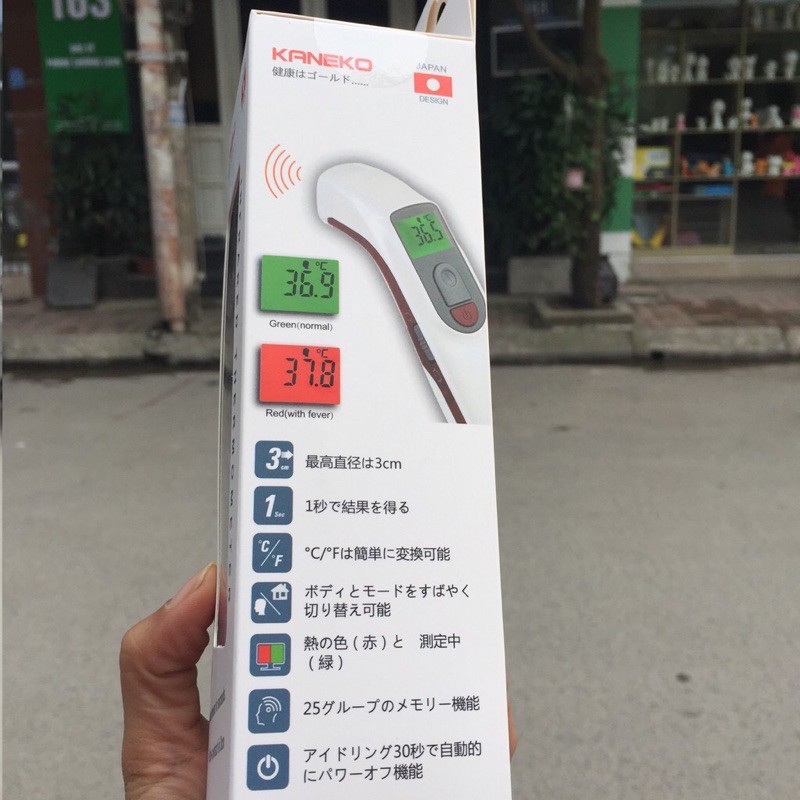 103
KANEKO
健康はゴールド......
JAPAN
DESIGN
°C
36.5
°C
36.9
Green(normal)
°C
37.8
Red(with fever)
3cm
最高直径は3cm
1Sec
1秒で結果を得る
°C/°F
°C/°Fは簡単に変換可能
ボディとモードをすばやく
切り替え可能
熱の色(赤)と 測定中
(緑)
25グループのメモリー機能
アイドリング30秒で自動的
にパワーオフ機能
INFRARED THERMOMETER